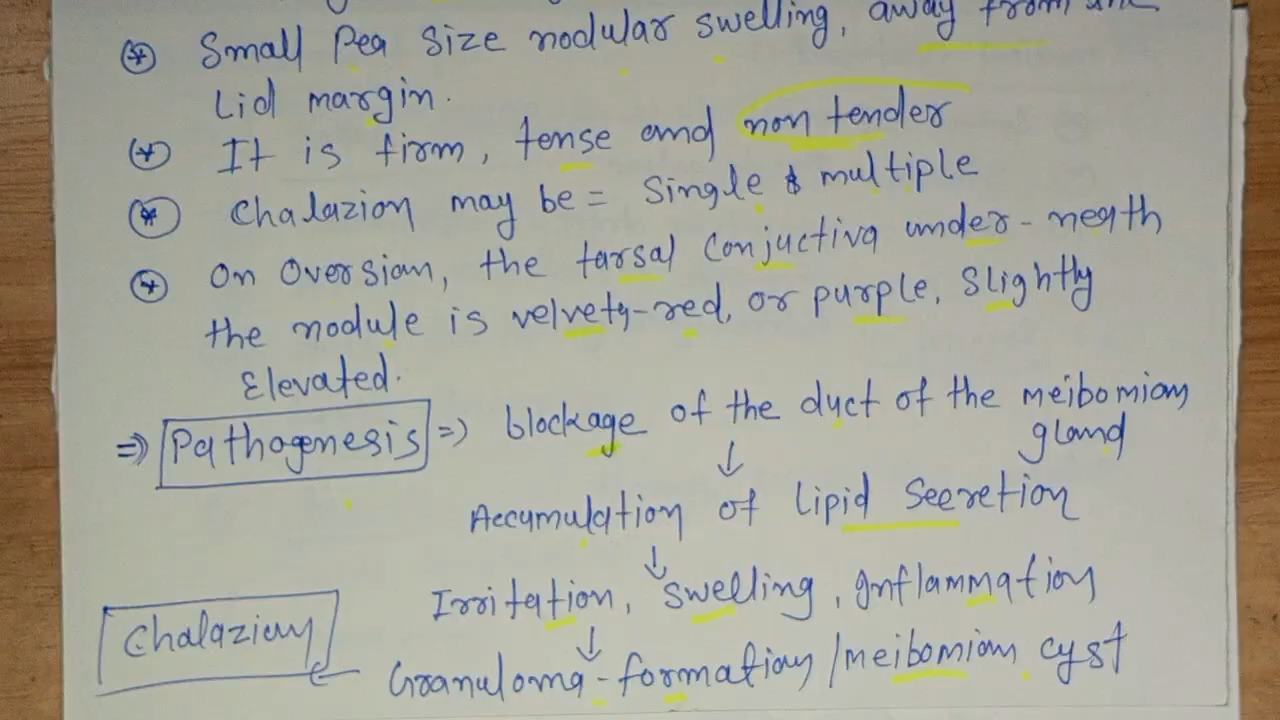 Small Pea size nodular swelling, away from the
Lid margin.
It is firm, tense and non tender
Chalazion may be = Single & multiple
On Oversion, the tarsal Conjuctiva under-neath
the nodule is velvety-red, or purple, Slightly
Elevated.
⇒ Pathogenesis ⇒ blockage of the duct of the meibomian
gland
↓
Accumulation of Lipid Secretion
↓
Irritation, swelling, Inflammation
↓
Chalazion ← Granuloma-formation/meibomian cyst